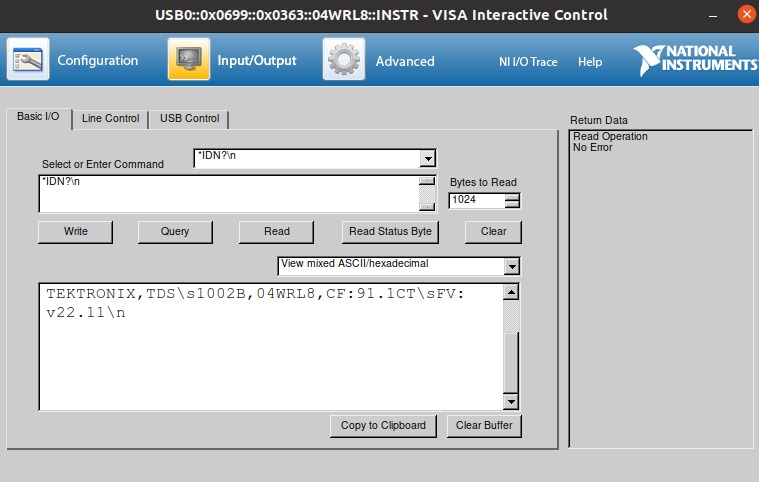 USB0::0x0699::0x0363::04WRL8::INSTR - VISA Interactive Control
Configuration
Input/Output
Advanced
NI I/O Trace
Help
NATIONAL
INSTRUMENTS
Basic I/O
Line Control
USB Control
Return Data
Read Operation
No Error
Select or Enter Command
*IDN?\n
*IDN?\n
Bytes to Read
1024
Write
Query
Read
Read Status Byte
Clear
View mixed ASCII/hexadecimal
TEKTRONIX,TDS\s1002B,04WRL8,CF:91.1CT\sFV:
v22.11\n
Copy to Clipboard
Clear Buffer